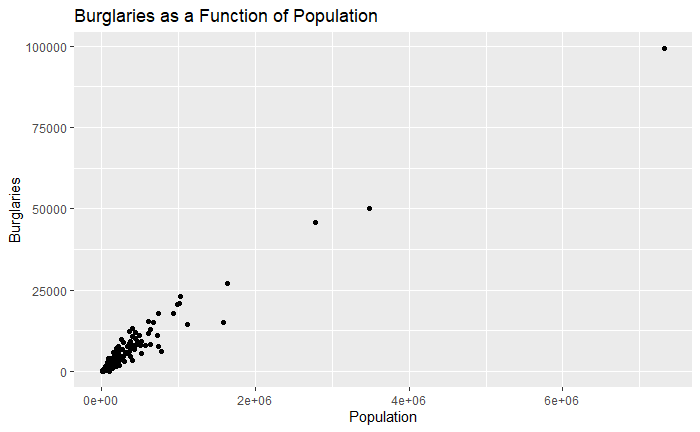 Burglaries as a Function of Population
100000
75000
50000
25000
0
Burglaries
0e+00 2e+06 4e+06 6e+06
Population